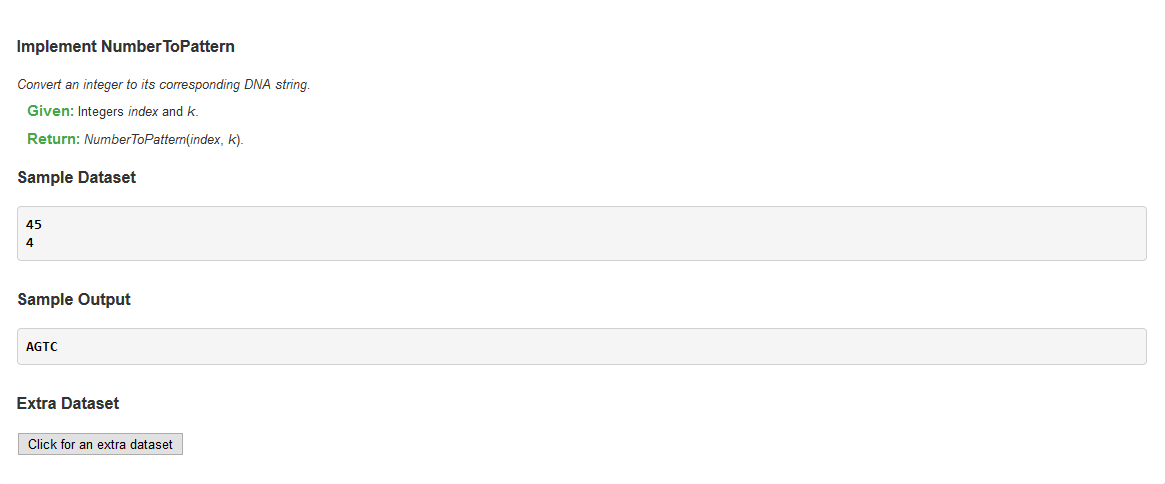 Implement NumberToPattern
Convert an integer to its corresponding DNA string.
Given: Integers index and k.
Return: NumberToPattern(index, k).
Sample Dataset
45
4
Sample Output
AGTC
Extra Dataset
Click for an extra dataset